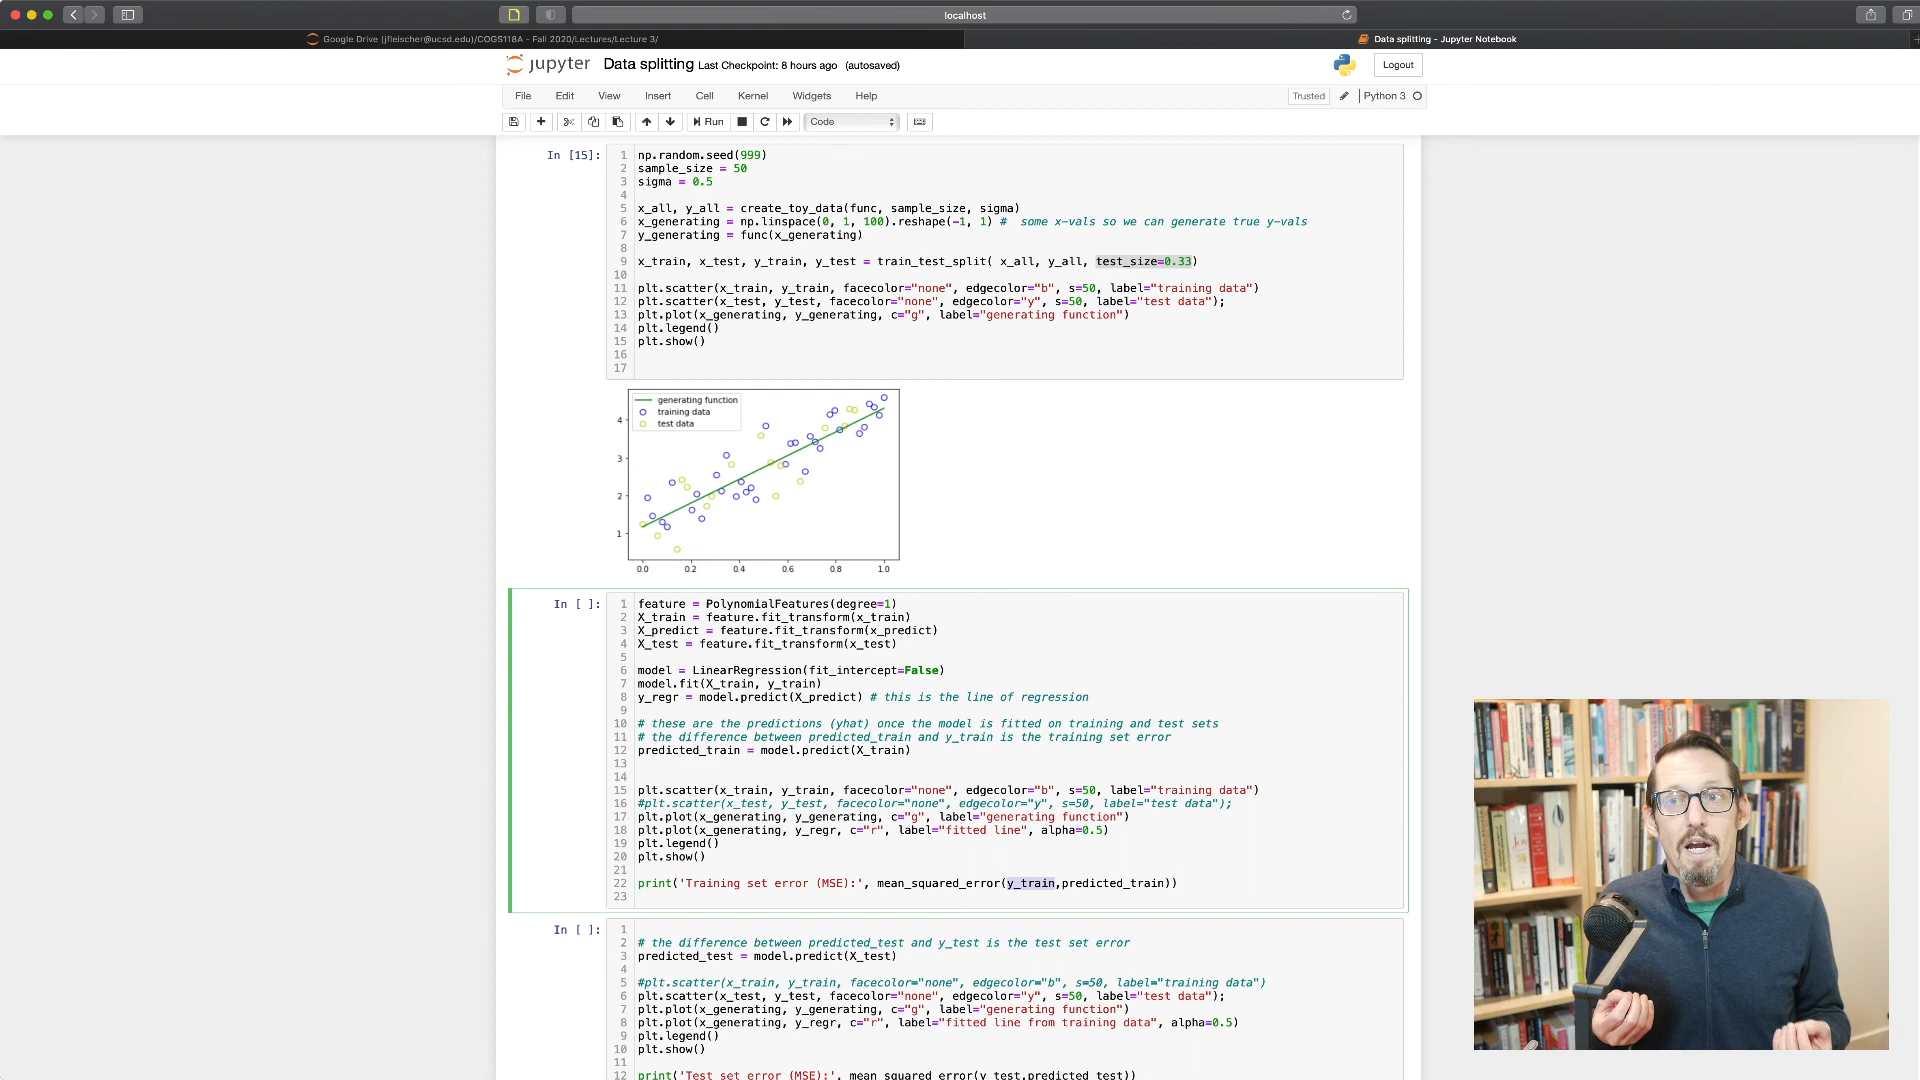 localhost
Google Drive (jfleischer@ucsd.edu)/COGS118A - Fall 2020/Lectures/Lecture 3/
Data splitting - Jupyter Notebook
jupyter Data splitting Last Checkpoint: 8 hours ago (autosaved)
Logout
File Edit View Insert Cell Kernel Widgets Help
Trusted
Python 3
Run
Code
In [15]:
1 np.random.seed(999)
2 sample_size = 50
3 sigma = 0.5
4
5 x_all, y_all = create_toy_data(func, sample_size, sigma)
6 x_generating = np.linspace(0, 1, 100).reshape(-1, 1) # some x-vals so we can generate true y-vals
7 y_generating = func(x_generating)
8
9 x_train, x_test, y_train, y_test = train_test_split( x_all, y_all, test_size=0.33)
10
11 plt.scatter(x_train, y_train, facecolor="none", edgecolor="b", s=50, label="training data")
12 plt.scatter(x_test, y_test, facecolor="none", edgecolor="y", s=50, label="test data");
13 plt.plot(x_generating, y_generating, c="g", label="generating function")
14 plt.legend()
15 plt.show()
16
17
generating function
training data
test data
4
3
2
1
0.0 0.2 0.4 0.6 0.8 1.0
In [ ]:
1 feature = PolynomialFeatures(degree=1)
2 X_train = feature.fit_transform(x_train)
3 X_predict = feature.fit_transform(x_predict)
4 X_test = feature.fit_transform(x_test)
5
6 model = LinearRegression(fit_intercept=False)
7 model.fit(X_train, y_train)
8 y_regr = model.predict(X_predict) # this is the line of regression
9
10 # these are the predictions (yhat) once the model is fitted on training and test sets
11 # the difference between predicted_train and y_train is the training set error
12 predicted_train = model.predict(X_train)
13
14
15 plt.scatter(x_train, y_train, facecolor="none", edgecolor="b", s=50, label="training data")
16 #plt.scatter(x_test, y_test, facecolor="none", edgecolor="y", s=50, label="test data");
17 plt.plot(x_generating, y_generating, c="g", label="generating function")
18 plt.plot(x_generating, y_regr, c="r", label="fitted line", alpha=0.5)
19 plt.legend()
20 plt.show()
21
22 print('Training set error (MSE):', mean_squared_error(y_train,predicted_train))
23
In [ ]:
1
2 # the difference between predicted_test and y_test is the test set error
3 predicted_test = model.predict(X_test)
4
5 #plt.scatter(x_train, y_train, facecolor="none", edgecolor="b", s=50, label="training data")
6 plt.scatter(x_test, y_test, facecolor="none", edgecolor="y", s=50, label="test data");
7 plt.plot(x_generating, y_generating, c="g", label="generating function")
8 plt.plot(x_generating, y_regr, c="r", label="fitted line from training data", alpha=0.5)
9 plt.legend()
10 plt.show()
11
12 print('Test set error (MSE):', mean_squared_error(y_test,predicted_test))